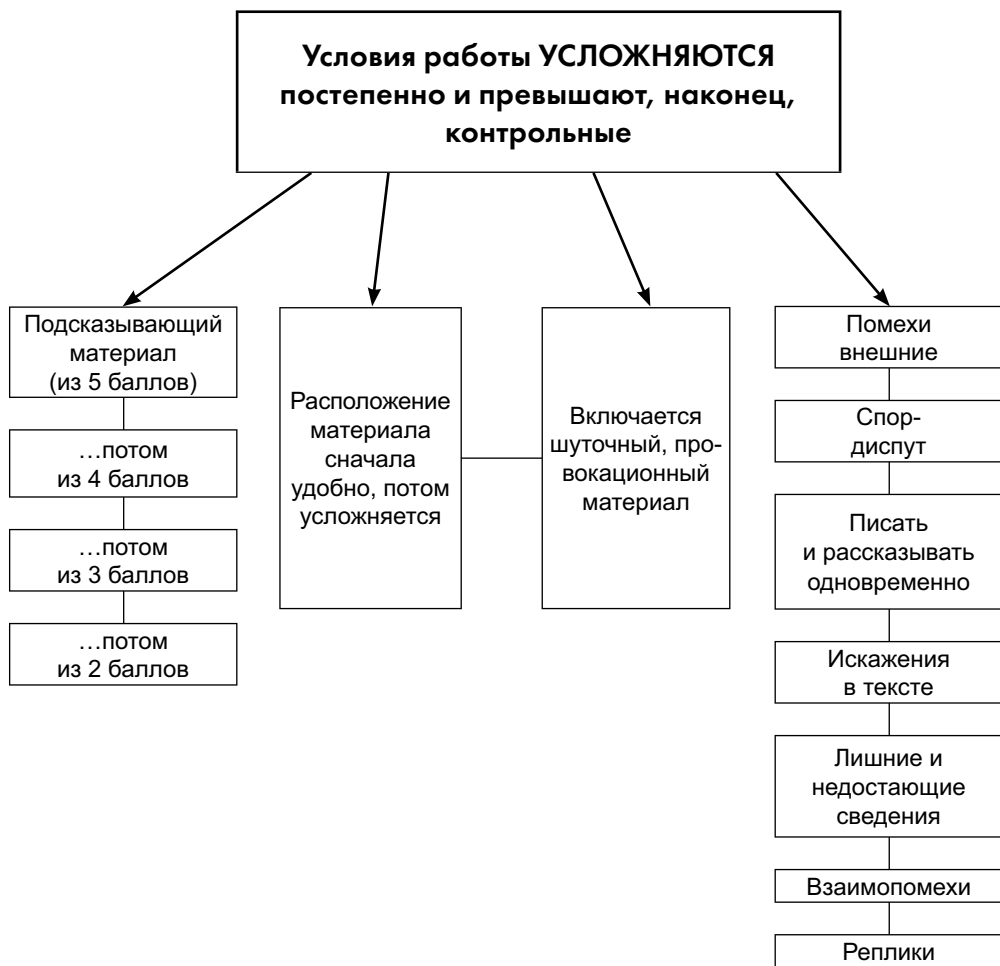 Условия работы УСЛОЖНЯЮТСЯ
постепенно и превышают, наконец,
контрольные
Подсказывающий
материал
(из 5 баллов)
…потом
из 4 баллов
…потом
из 3 баллов
…потом
из 2 баллов
Расположение
материала
сначала
удобно, потом
усложняется
Включается
шуточный, про-
вокационный
материал
Помехи
внешние
Спор-
диспут
Писать
и рассказывать
одновременно
Искажения
в тексте
Лишние и
недостающие
сведения
Взаимопомехи
Реплики